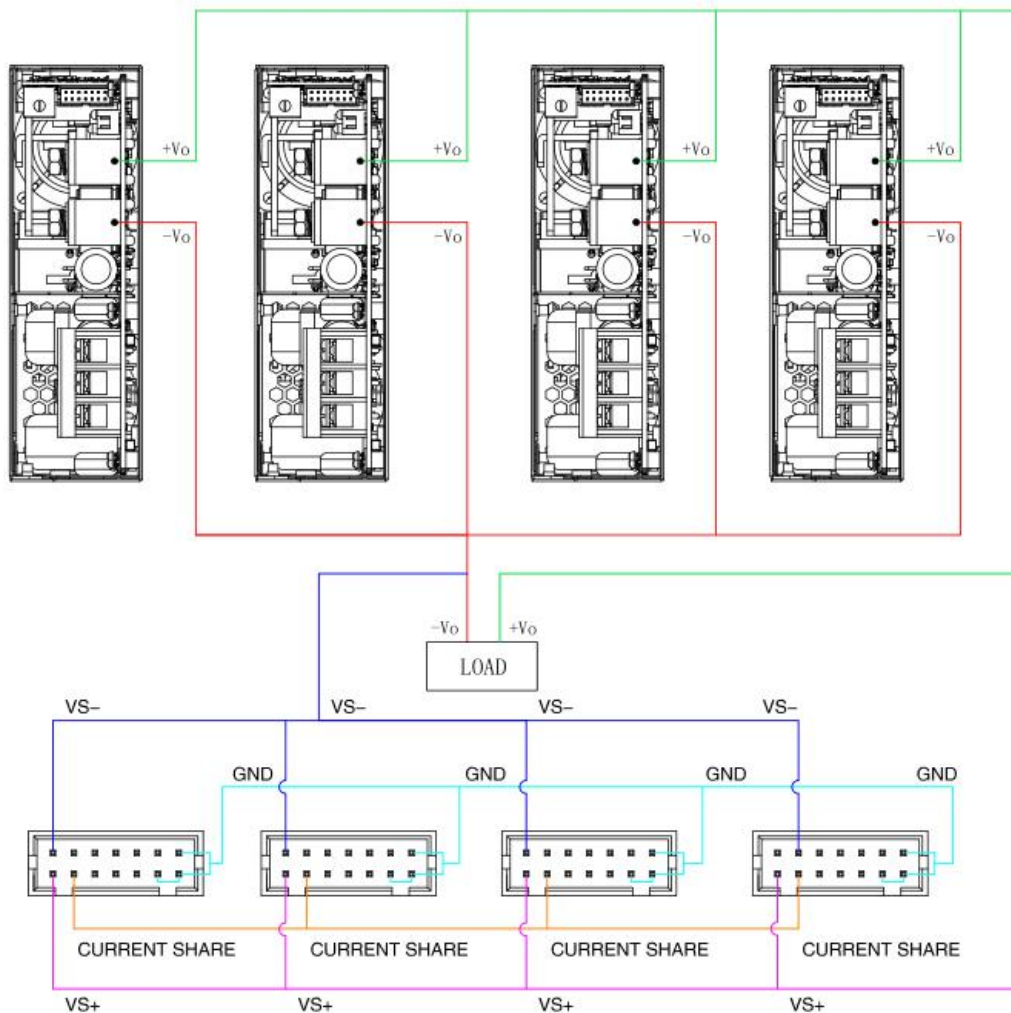 +Vo +Vo +Vo +Vo
-Vo -Vo -Vo -Vo
-Vo +Vo
LOAD
VS− VS− VS− VS−
GND GND GND GND
CURRENT SHARE CURRENT SHARE CURRENT SHARE CURRENT SHARE
VS+ VS+ VS+ VS+